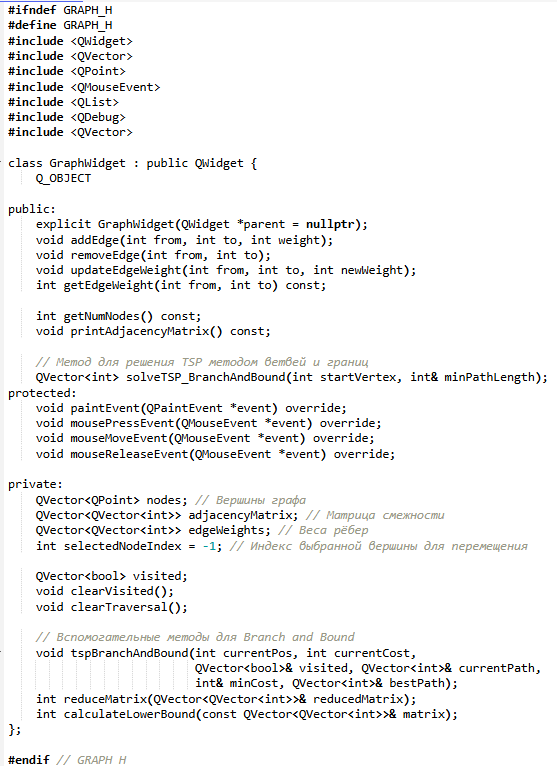 #ifndef GRAPH_H
#define GRAPH_H
#include <QWidget>
#include <QVector>
#include <QPoint>
#include <QMouseEvent>
#include <QList>
#include <QDebug>
#include <QVector>

class GraphWidget : public QWidget {
    Q_OBJECT

public:
    explicit GraphWidget(QWidget *parent = nullptr);
    void addEdge(int from, int to, int weight);
    void removeEdge(int from, int to);
    void updateEdgeWeight(int from, int to, int newWeight);
    int getEdgeWeight(int from, int to) const;

    int getNumNodes() const;
    void printAdjacencyMatrix() const;

    // Метод для решения TSP методом ветвей и границ
    QVector<int> solveTSP_BranchAndBound(int startVertex, int& minPathLength);
protected:
    void paintEvent(QPaintEvent *event) override;
    void mousePressEvent(QMouseEvent *event) override;
    void mouseMoveEvent(QMouseEvent *event) override;
    void mouseReleaseEvent(QMouseEvent *event) override;

private:
    QVector<QPoint> nodes; // Вершины графа
    QVector<QVector<int>> adjacencyMatrix; // Матрица смежности
    QVector<QVector<int>> edgeWeights; // Веса рёбер
    int selectedNodeIndex = -1; // Индекс выбранной вершины для перемещения

    QVector<bool> visited;
    void clearVisited();
    void clearTraversal();

    // Вспомогательные методы для Branch and Bound
    void tspBranchAndBound(int currentPos, int currentCost,
                           QVector<bool>& visited, QVector<int>& currentPath,
                           int& minCost, QVector<int>& bestPath);
    int reduceMatrix(QVector<QVector<int>>& reducedMatrix);
    int calculateLowerBound(const QVector<QVector<int>>& matrix);
};

#endif // GRAPH_H